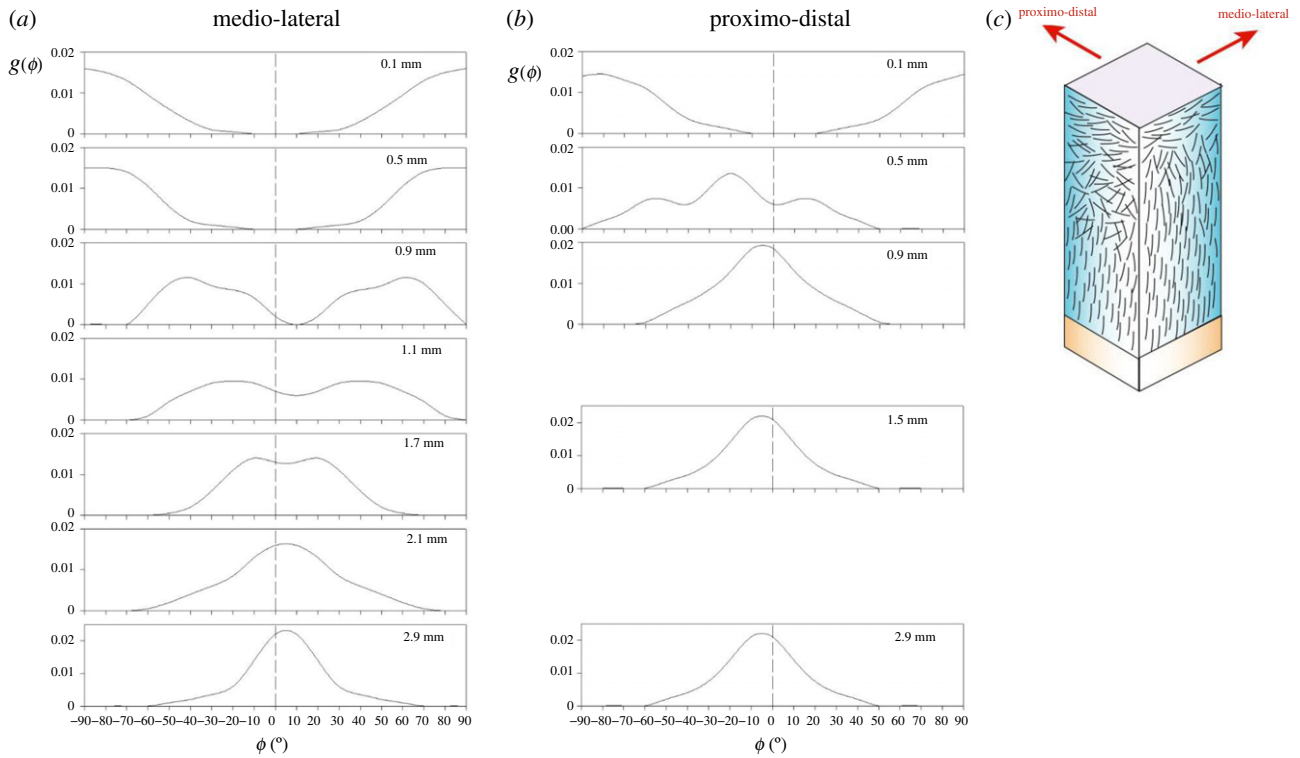 (a) medio-lateral
g(ϕ)
0.02
0.01
0
0.1 mm
0.02
0.01
0
0.5 mm
0.02
0.01
0
0.9 mm
0.02
0.01
0
1.1 mm
0.02
0.01
0
1.7 mm
0.02
0.01
0
2.1 mm
0.02
0.01
0
2.9 mm
–90–80–70–60–50–40–30–20–10 0 10 20 30 40 50 60 70 80 90
ϕ (°)
(b) proximo-distal
g(ϕ)
0.02
0.01
0
0.1 mm
0.02
0.01
0.00
0.5 mm
0.02
0.01
0
0.9 mm
0.02
0.01
0
1.5 mm
0.02
0.01
0
2.9 mm
–90–80–70–60–50–40–30–20–10 0 10 20 30 40 50 60 70 80 90
ϕ (°)
(c)
proximo-distal
medio-lateral